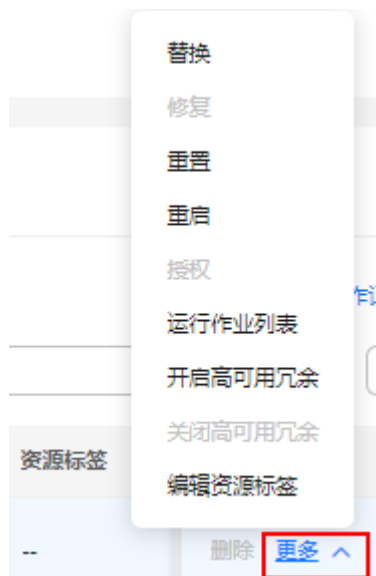 替换
修复
重置
重启
授权
运行作业列表
开启高可用冗余
关闭高可用冗余
资源标签
编辑资源标签
-- 删除 更多